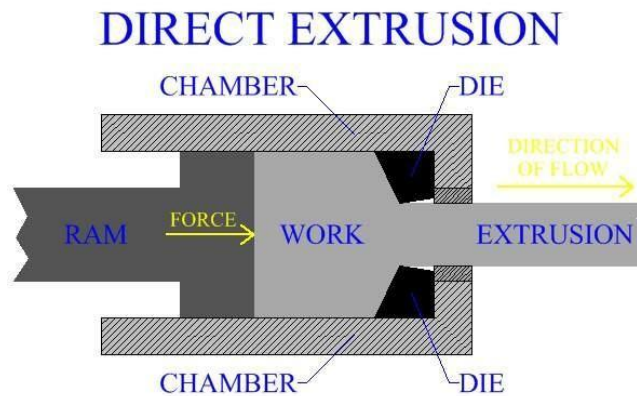 DIRECT EXTRUSION
CHAMBER
DIE
DIRECTION
OF FLOW
FORCE
RAM
WORK
EXTRUSION
CHAMBER
DIE